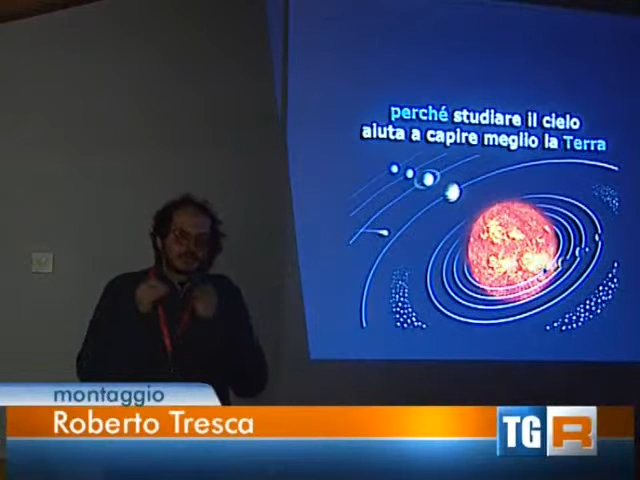 perché studiare il cielo
aiuta a capire meglio la Terra
montaggio
Roberto Tresca
TG R